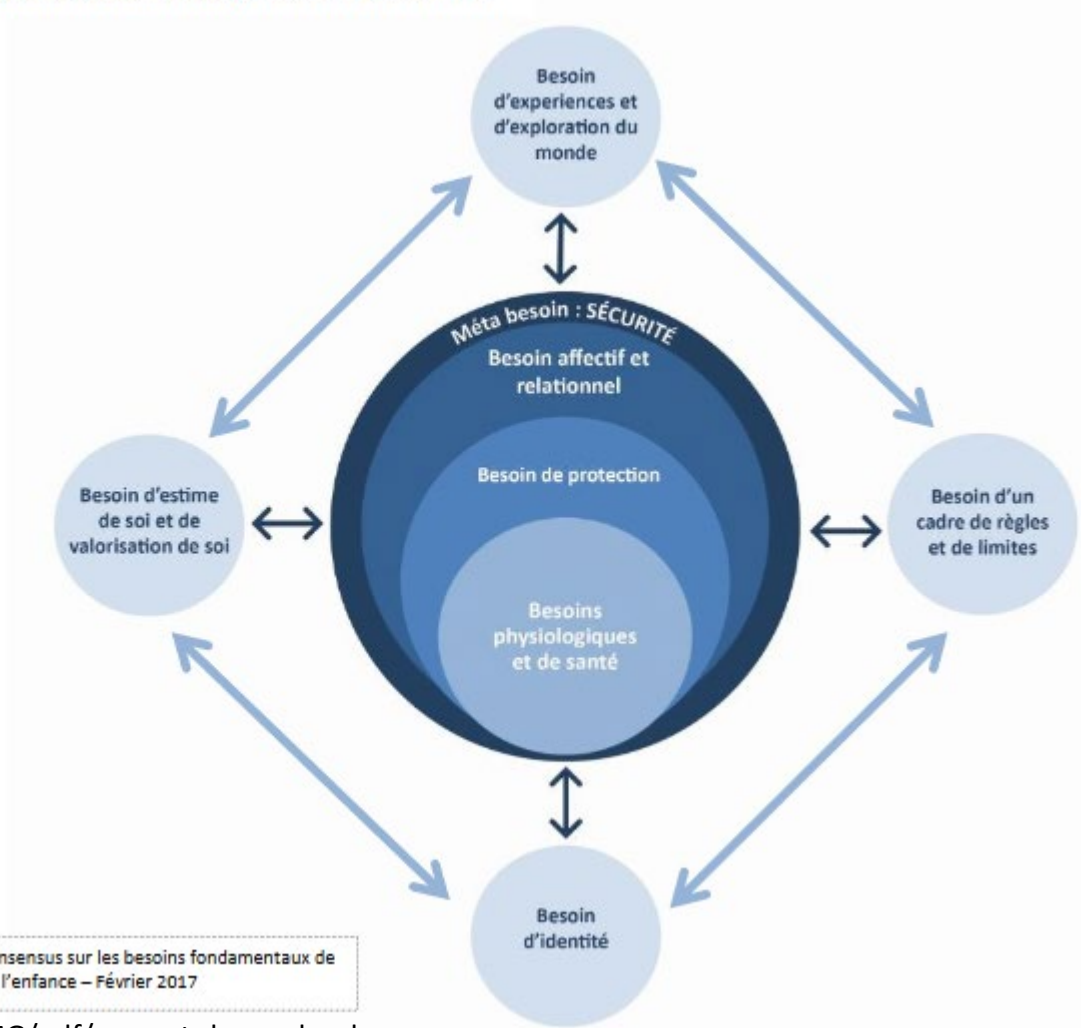 Besoin
d'experiences et
d'exploration du
monde
Méta besoin : SÉCURITÉ
Besoin affectif et
relationnel
Besoin de protection
Besoins
physiologiques
et de santé
Besoin d'estime
de soi et de
valorisation de soi
Besoin d'un
cadre de règles
et de limites
Besoin
d'identité
sur les besoins fondamentaux de
l'enfance – Février 2017